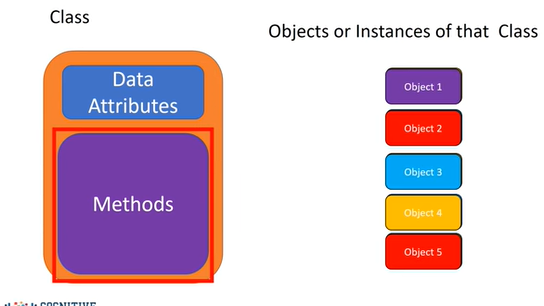 Class
Objects or Instances of that Class
Data
Attributes
Methods
Object 1
Object 2
Object 3
Object 4
Object 5
COGNITIVE